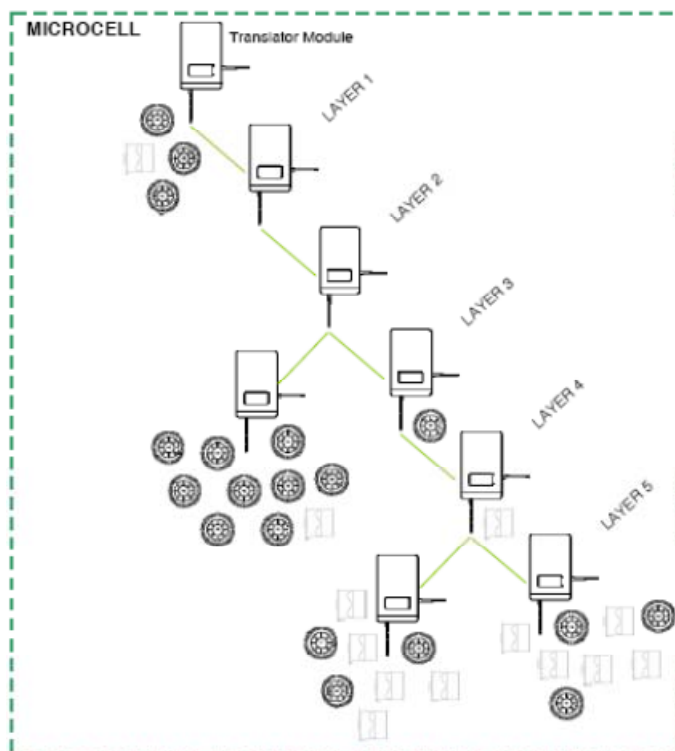 MICROCELL
Translator Module
LAYER 1
LAYER 2
LAYER 3
LAYER 4
LAYER 5